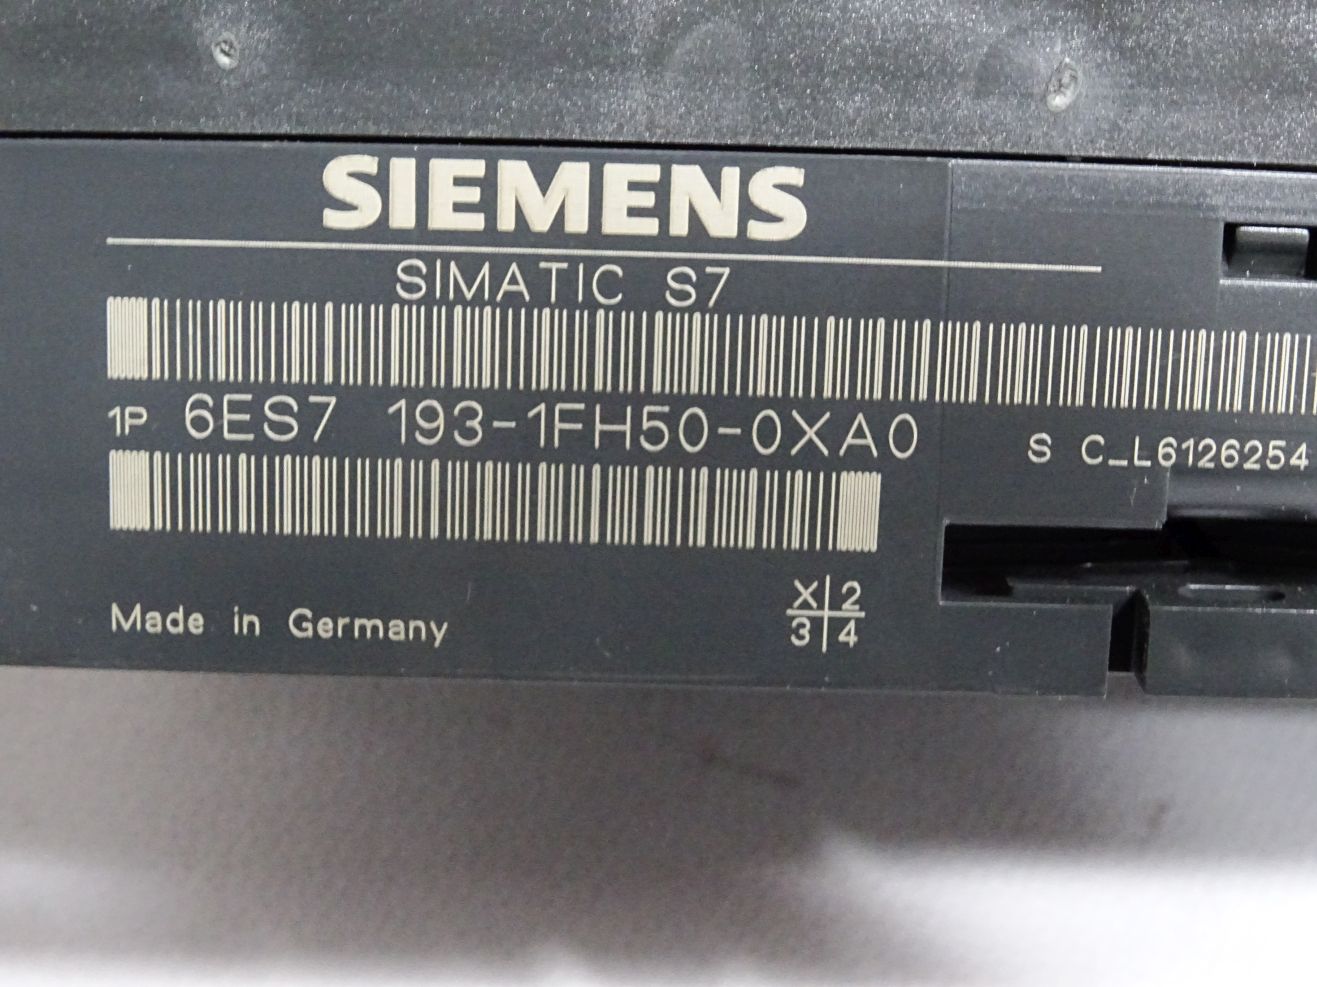 SIEMENS
SIMATIC S7
1P 6ES7 193-1FH50-0XA0
S C_L6126254
Made in Germany
X 2
3 4